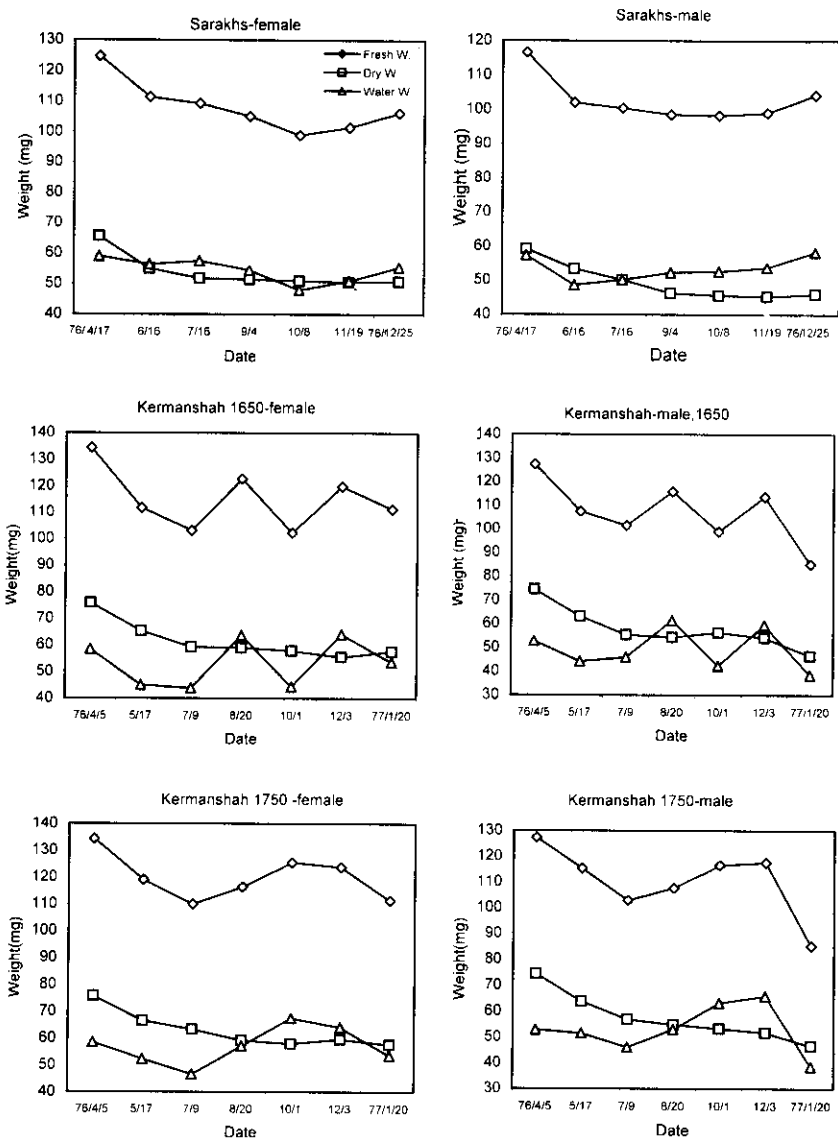 Sarakhs-female
130
120
110
100
90
80
70
60
50
40
Weight (mg)
Fresh W.
Dry W
Water W
76/ 4/17 6/16 7/16 9/4 10/8 11/19 76/12/25
Date
Sarakhs-male
120
110
100
90
80
70
60
50
40
Weight (mg)
76/ 4/17 6/16 7/16 9/4 10/8 11/19 76/12/25
Date
Kermanshah 1650-female
140
130
120
110
100
90
80
70
60
50
40
Weight(mg)
76/4/5 5/17 7/9 8/20 10/1 12/3 77/1/20
Date
Kermanshah-male,1650
140
130
120
110
100
90
80
70
60
50
40
30
Weight (mg)
76/4/5 5/17 7/9 8/20 10/1 12/3 77/1/20
Date
Kermanshah 1750 -female
140
130
120
110
100
90
80
70
60
50
40
Weight(mg)
76/4/5 5/17 7/9 8/20 10/1 12/3 77/1/20
Date
Kermanshah 1750-male
130
120
110
100
90
80
70
60
50
40
30
Weight(mg)
76/4/5 5/17 7/9 8/20 10/1 12/3 77/1/20
Date